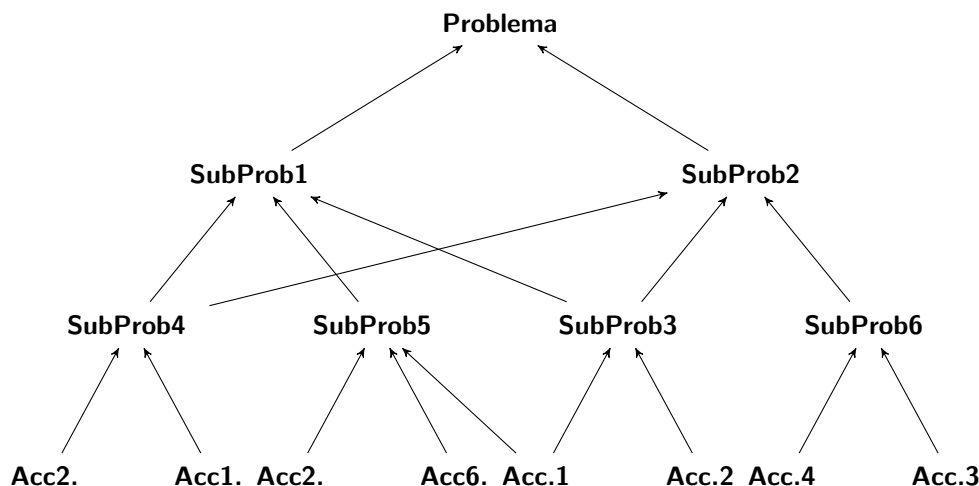 Problema
SubProb1 SubProb2
SubProb4 SubProb5 SubProb3 SubProb6
Acc2. Acc1. Acc2. Acc6. Acc.1 Acc.2 Acc.4 Acc.3